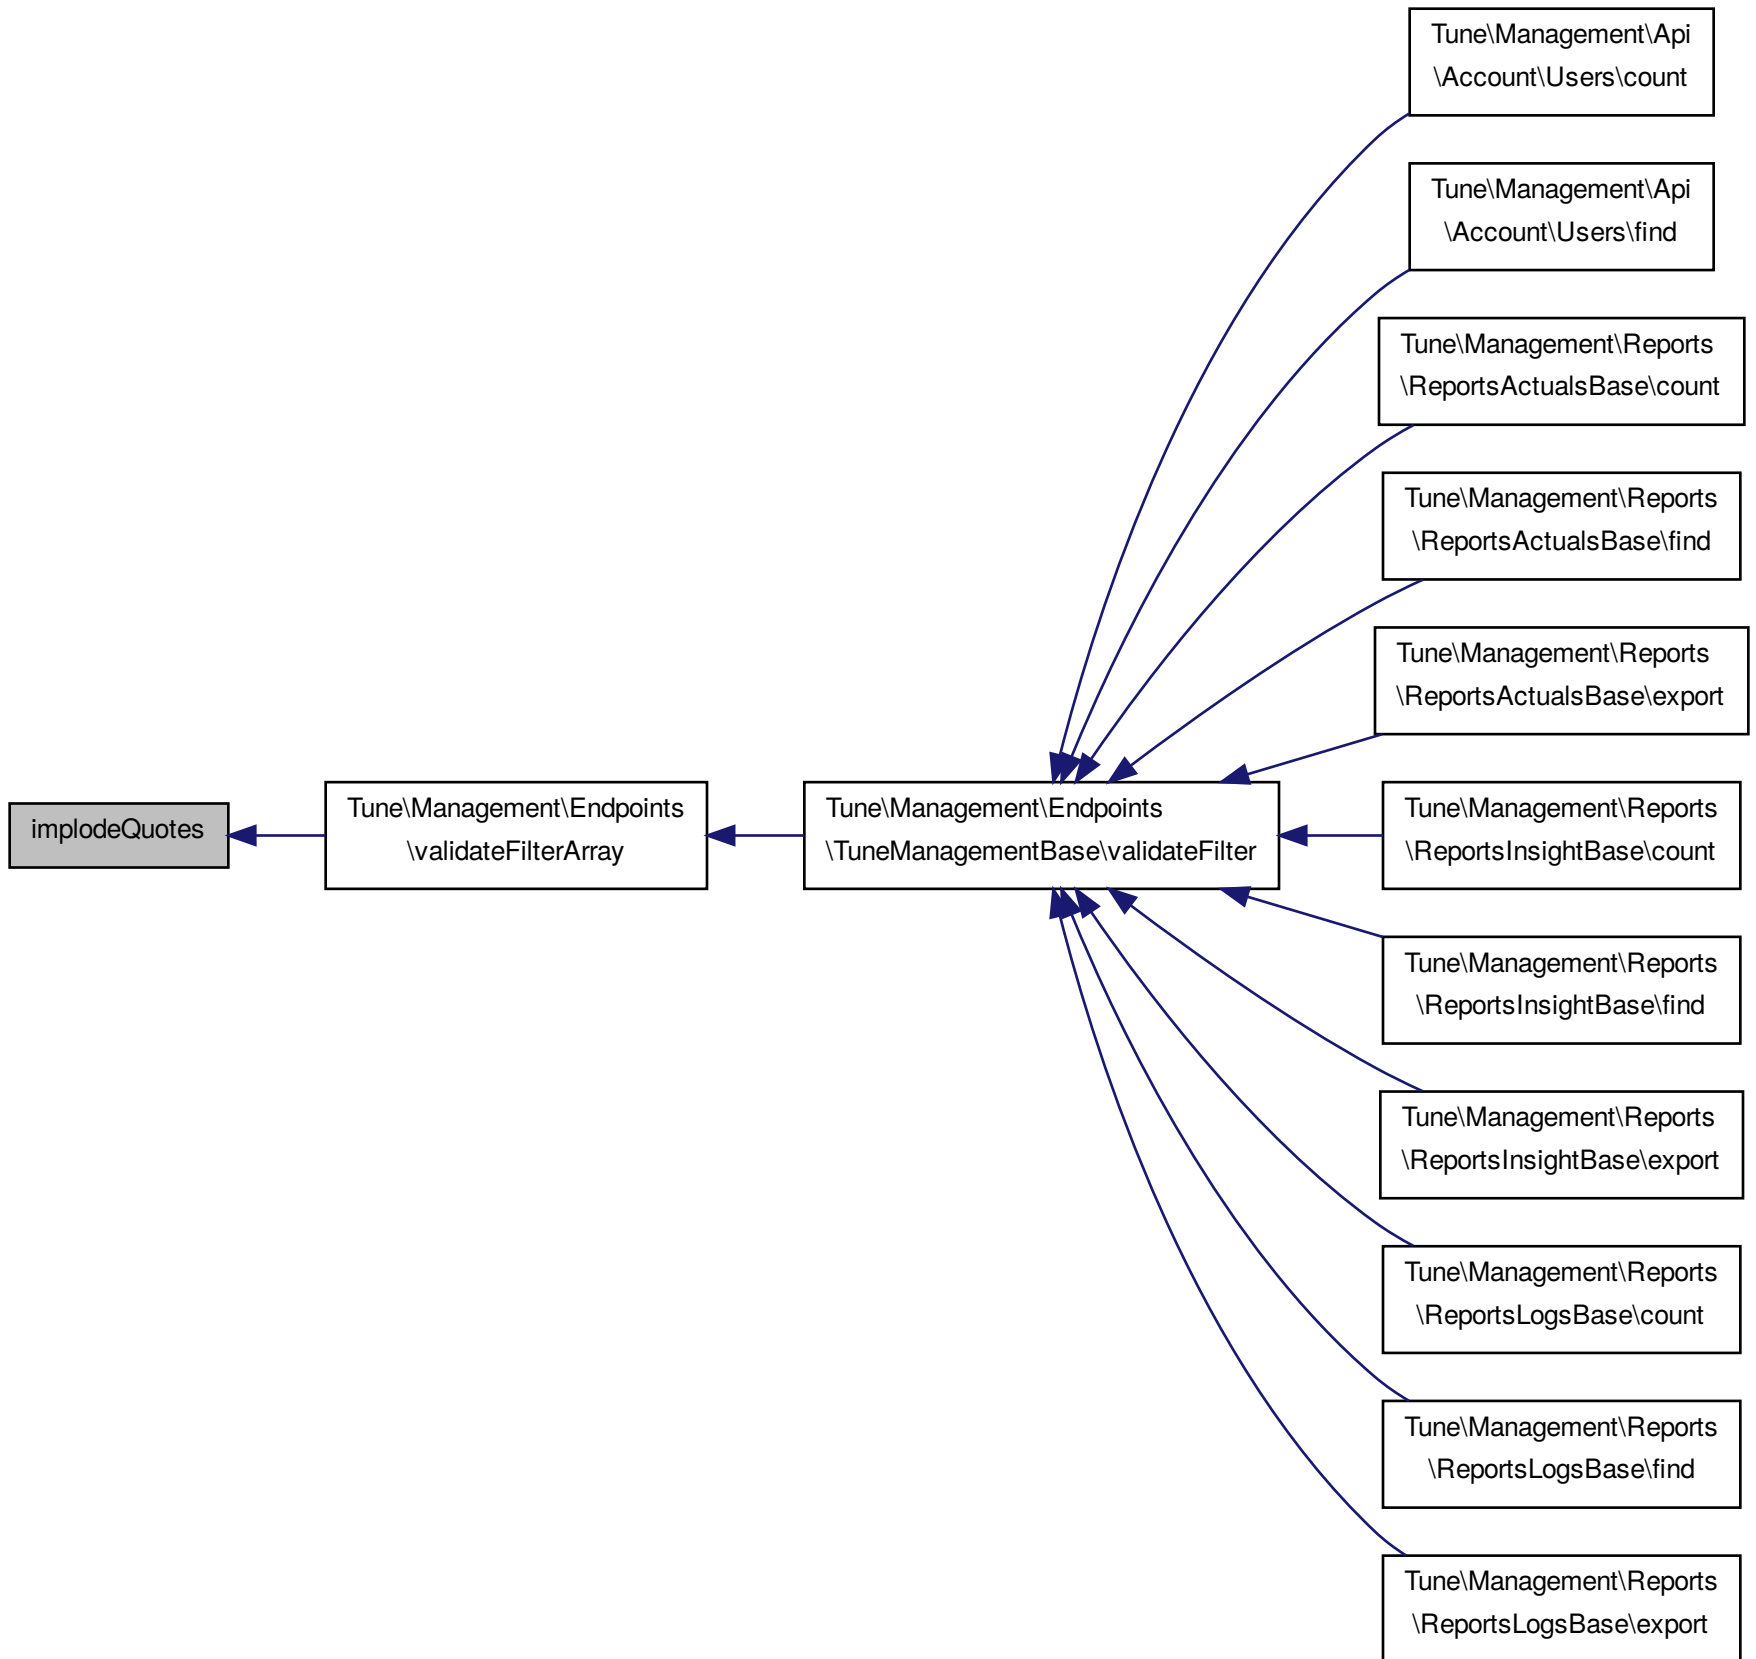 implodeQuotes
Tune\Management\Endpoints
\validateFilterArray
Tune\Management\Endpoints
\TuneManagementBase\validateFilter
Tune\Management\Api
\Account\Users\count
Tune\Management\Api
\Account\Users\find
Tune\Management\Reports
\ReportsActualsBase\count
Tune\Management\Reports
\ReportsActualsBase\find
Tune\Management\Reports
\ReportsActualsBase\export
Tune\Management\Reports
\ReportsInsightBase\count
Tune\Management\Reports
\ReportsInsightBase\find
Tune\Management\Reports
\ReportsInsightBase\export
Tune\Management\Reports
\ReportsLogsBase\count
Tune\Management\Reports
\ReportsLogsBase\find
Tune\Management\Reports
\ReportsLogsBase\export